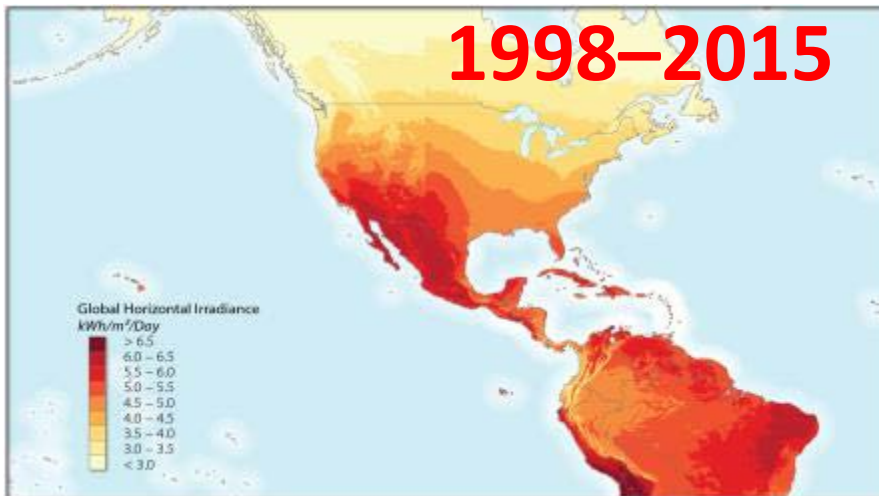 1998–2015
Global Horizontal Irradiance
kWh/m²/Day
> 6.5
6.0 – 6.5
5.5 – 6.0
5.0 – 5.5
4.5 – 5.0
4.0 – 4.5
3.5 – 4.0
3.0 – 3.5
< 3.0